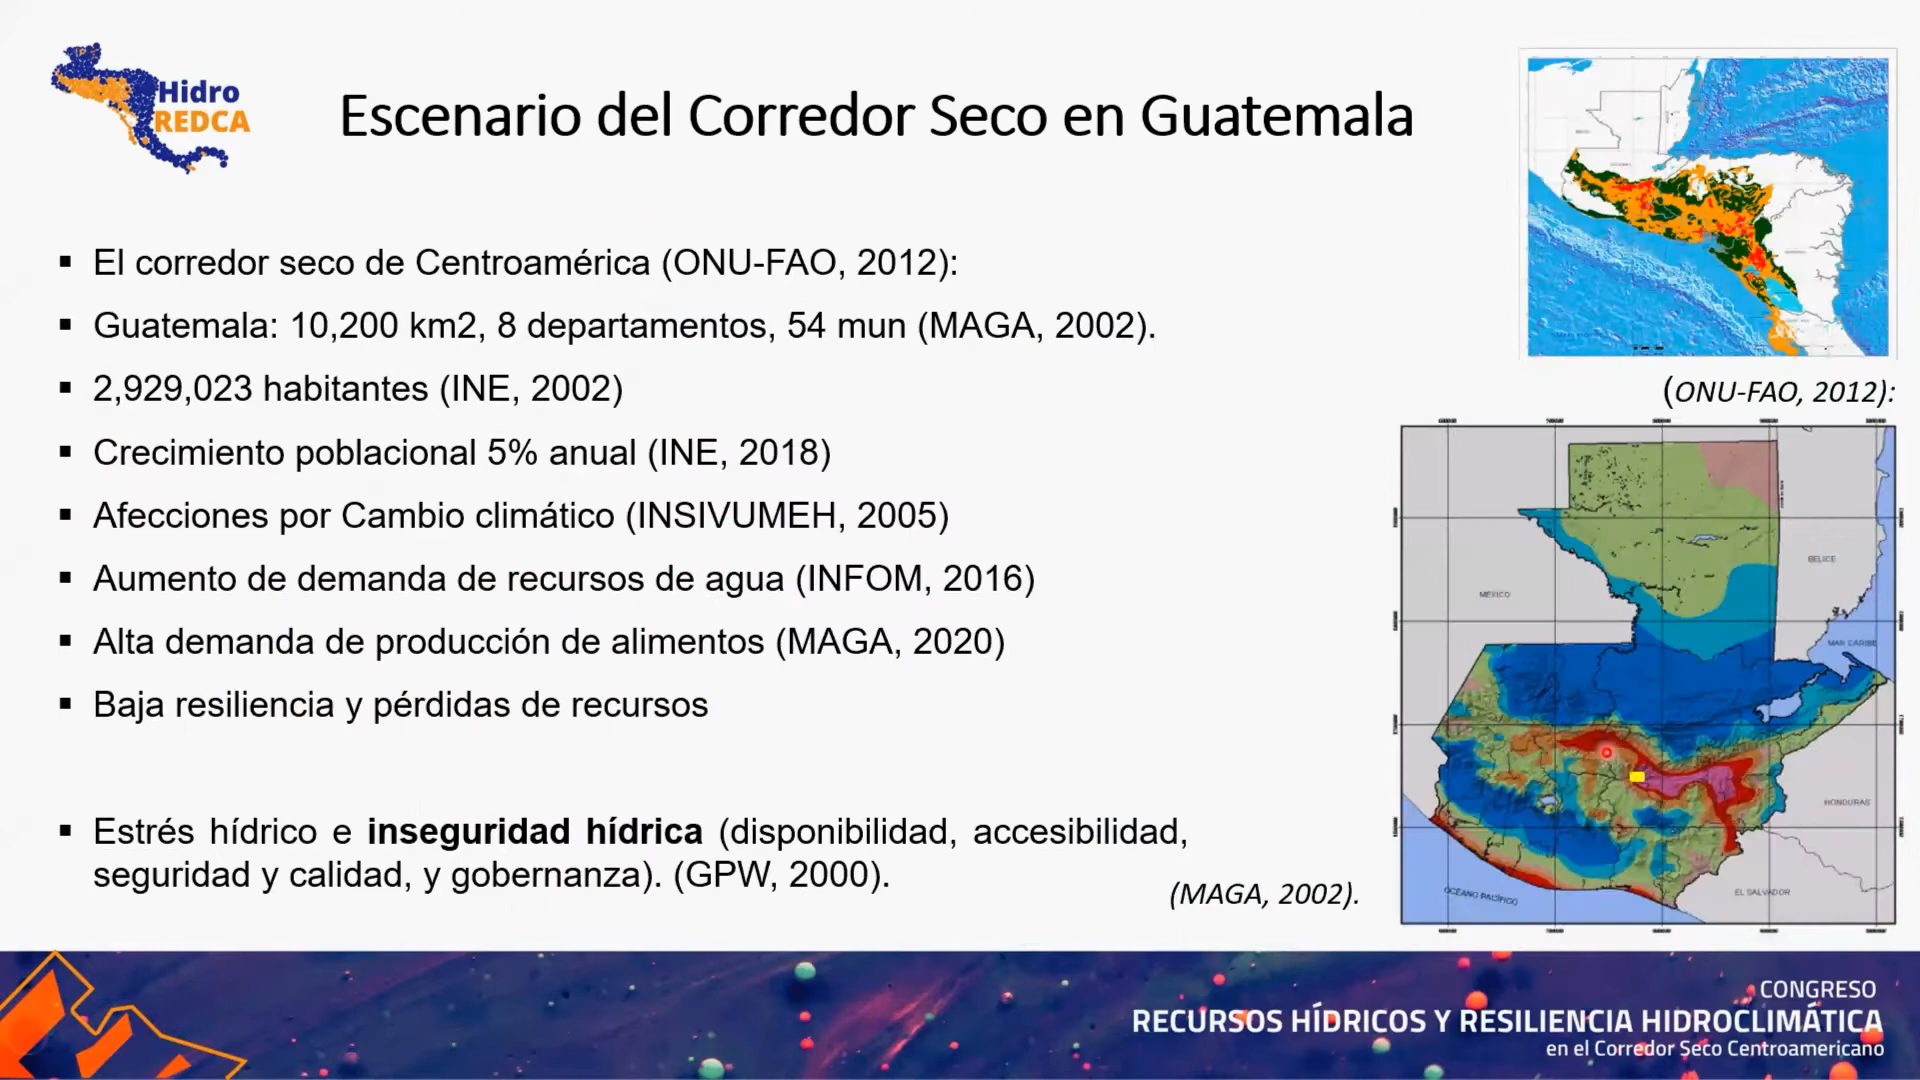 Hidro
REDCA
Escenario del Corredor Seco en Guatemala
▪ El corredor seco de Centroamérica (ONU-FAO, 2012):
▪ Guatemala: 10,200 km2, 8 departamentos, 54 mun (MAGA, 2002).
▪ 2,929,023 habitantes (INE, 2002)
▪ Crecimiento poblacional 5% anual (INE, 2018)
▪ Afecciones por Cambio climático (INSIVUMEH, 2005)
▪ Aumento de demanda de recursos de agua (INFOM, 2016)
▪ Alta demanda de producción de alimentos (MAGA, 2020)
▪ Baja resiliencia y pérdidas de recursos
▪ Estrés hídrico e inseguridad hídrica (disponibilidad, accesibilidad,
seguridad y calidad, y gobernanza). (GPW, 2000).
(ONU-FAO, 2012):
BELICE
MEXICO
MAR CARIBE
HONDURAS
EL SALVADOR
OCÉANO PACÍFICO
(MAGA, 2002).
CONGRESO
RECURSOS HÍDRICOS Y RESILIENCIA HIDROCLIMÁTICA
en el Corredor Seco Centroamericano